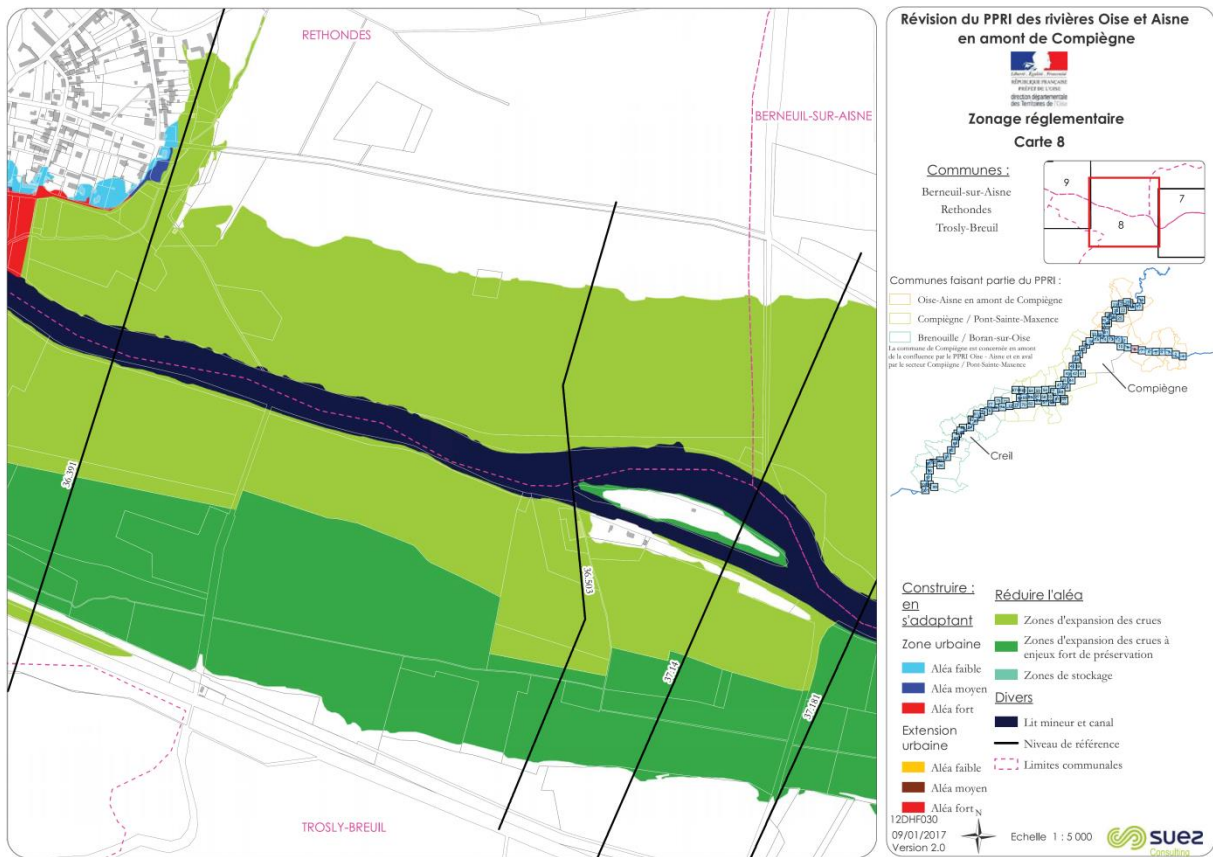 RETHONDES
BERNEUIL-SUR-AISNE
36.391
36.503
37.14
37.181
TROSLY-BREUIL
Révision du PPRI des rivières Oise et Aisne
en amont de Compiègne
Liberté • Égalité • Fraternité
RÉPUBLIQUE FRANÇAISE
PRÉFET DE L'OISE
direction départementale
des Territoires de l'Oise
Zonage réglementaire
Carte 8
Communes :
Berneuil-sur-Aisne
Rethondes
Trosly-Breuil
9
7
8
Communes faisant partie du PPRI :
Oise-Aisne en amont de Compiègne
Compiègne / Pont-Sainte-Maxence
Brenouille / Boran-sur-Oise
La commune de Compiègne est concernée en amont
de la confluence par le PPRI Oise - Aisne et en aval
par le secteur Compiègne / Pont-Sainte-Maxence
Compiègne
Creil
Construire :
en
s'adaptant
Zone urbaine
Aléa faible
Aléa moyen
Aléa fort
Extension
urbaine
Aléa faible
Aléa moyen
Aléa fort
Réduire l'aléa
Zones d'expansion des crues
Zones d'expansion des crues à
enjeux fort de préservation
Zones de stockage
Divers
Lit mineur et canal
Niveau de référence
Limites communales
12DHF030
09/01/2017
Version 2.0
N
Echelle 1 : 5 000
suez
Consulting